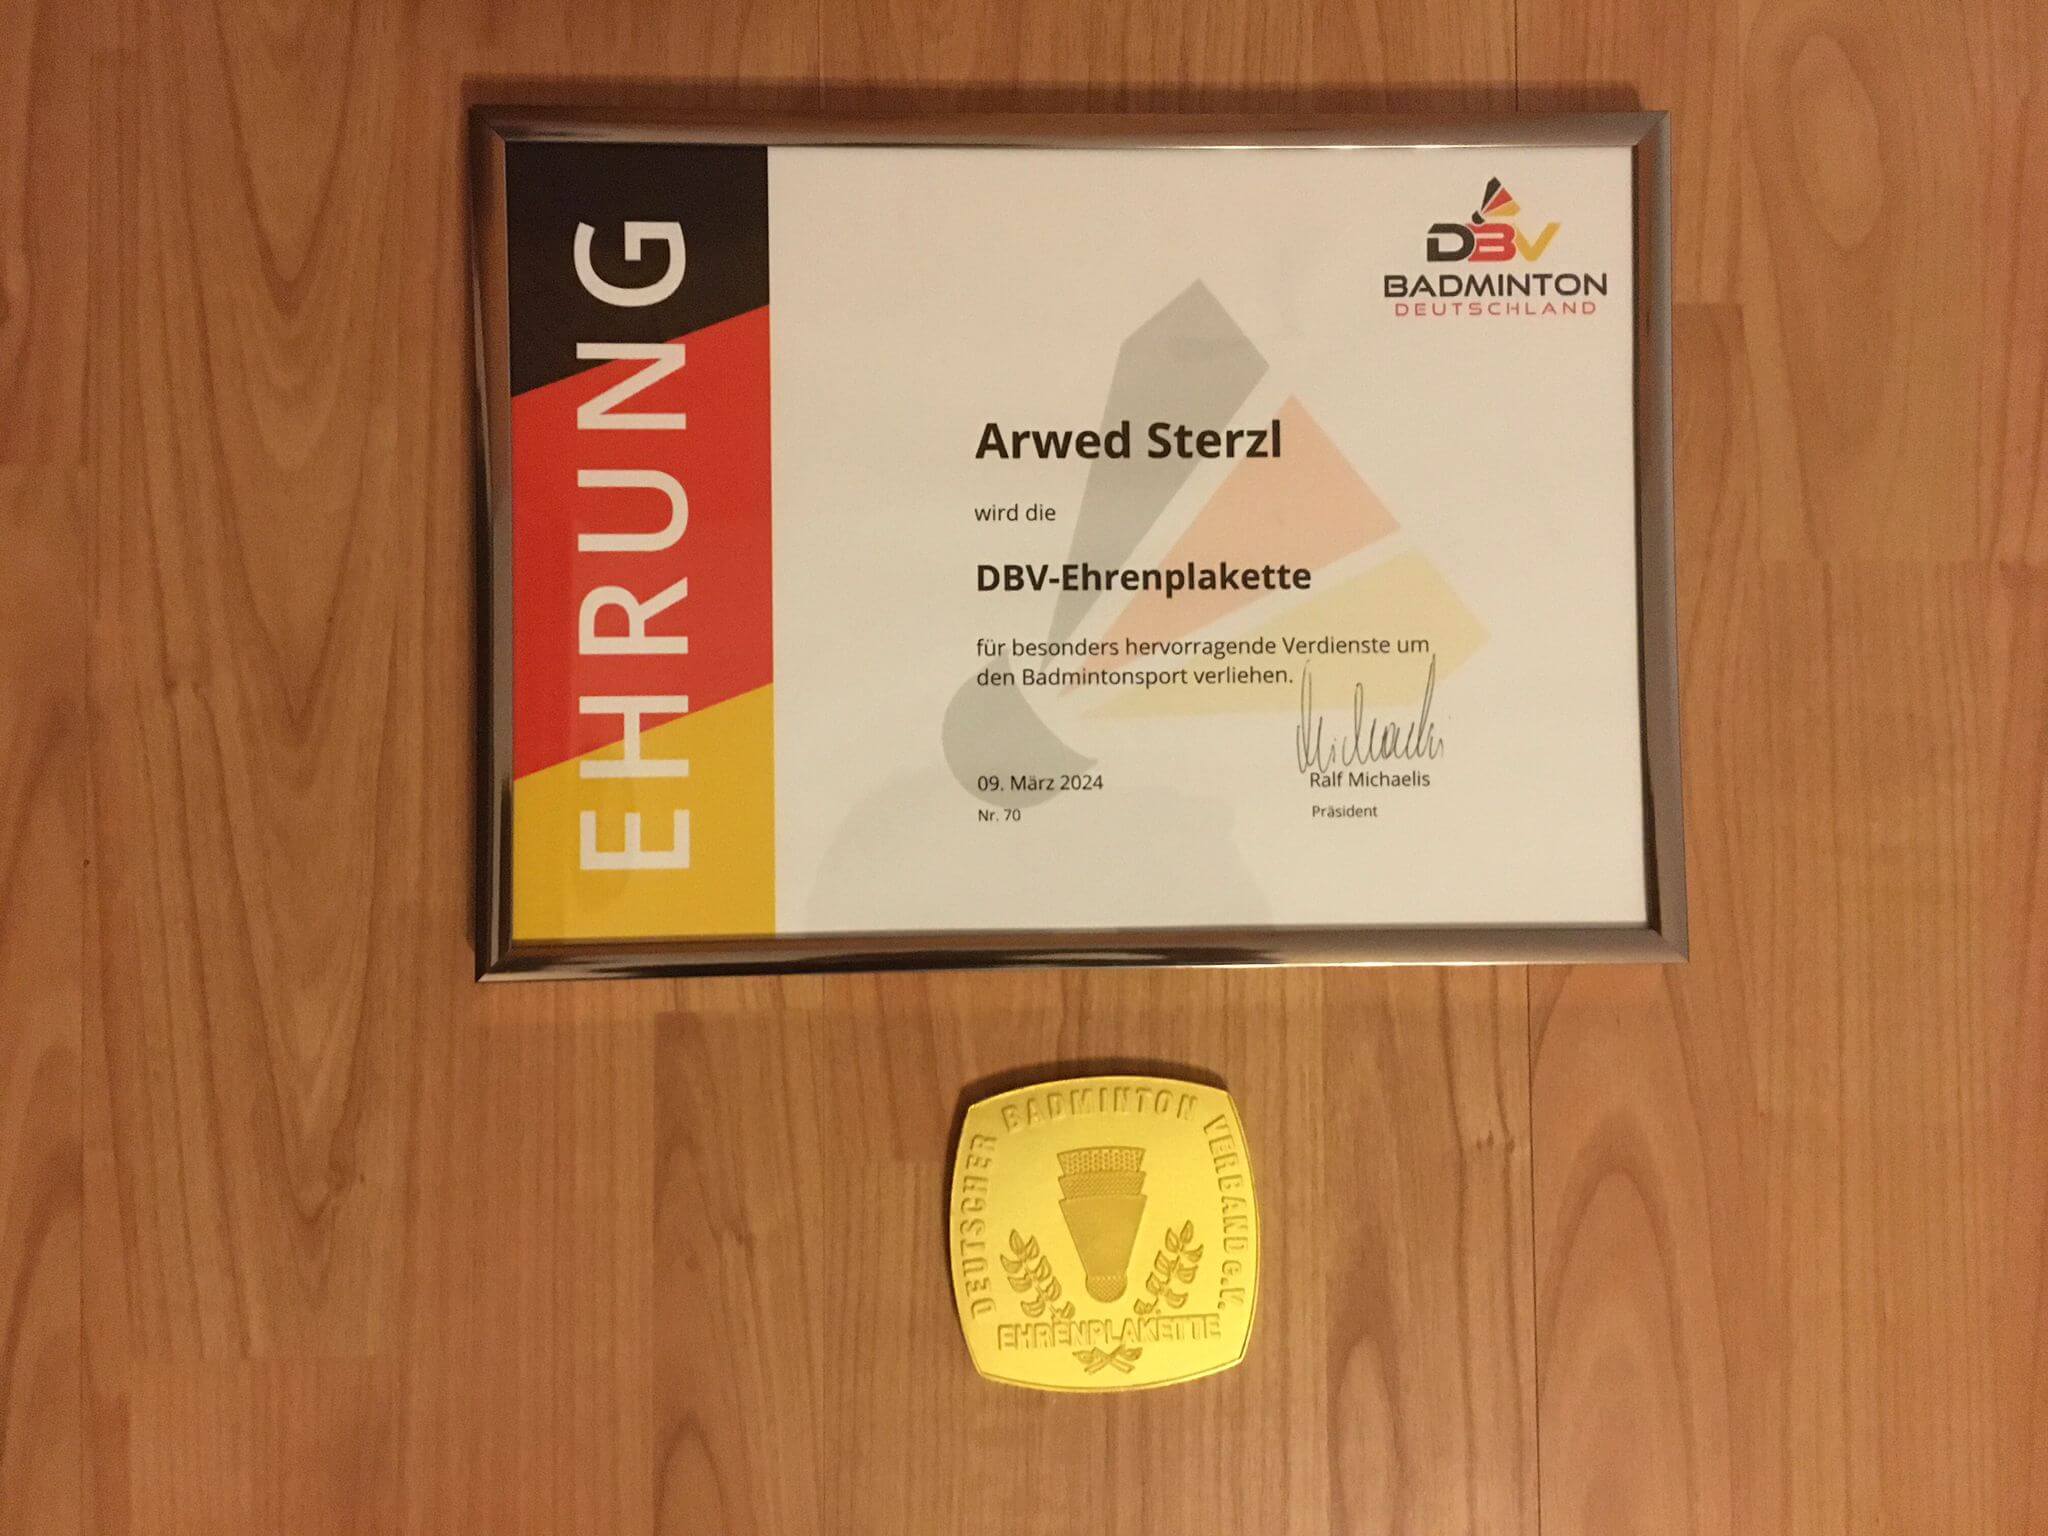 EHRUNG
DBV
BADMINTON
DEUTSCHLAND
Arwed Sterzl
wird die
DBV-Ehrenplakette
für besonders hervorragende Verdienste um
den Badmintonsport verliehen.
Michaelis
09. März 2024
Ralf Michaelis
Nr. 70
Präsident
DEUTSCHER BADMINTON VERBAND e.V.
EHRENPLAKETTE